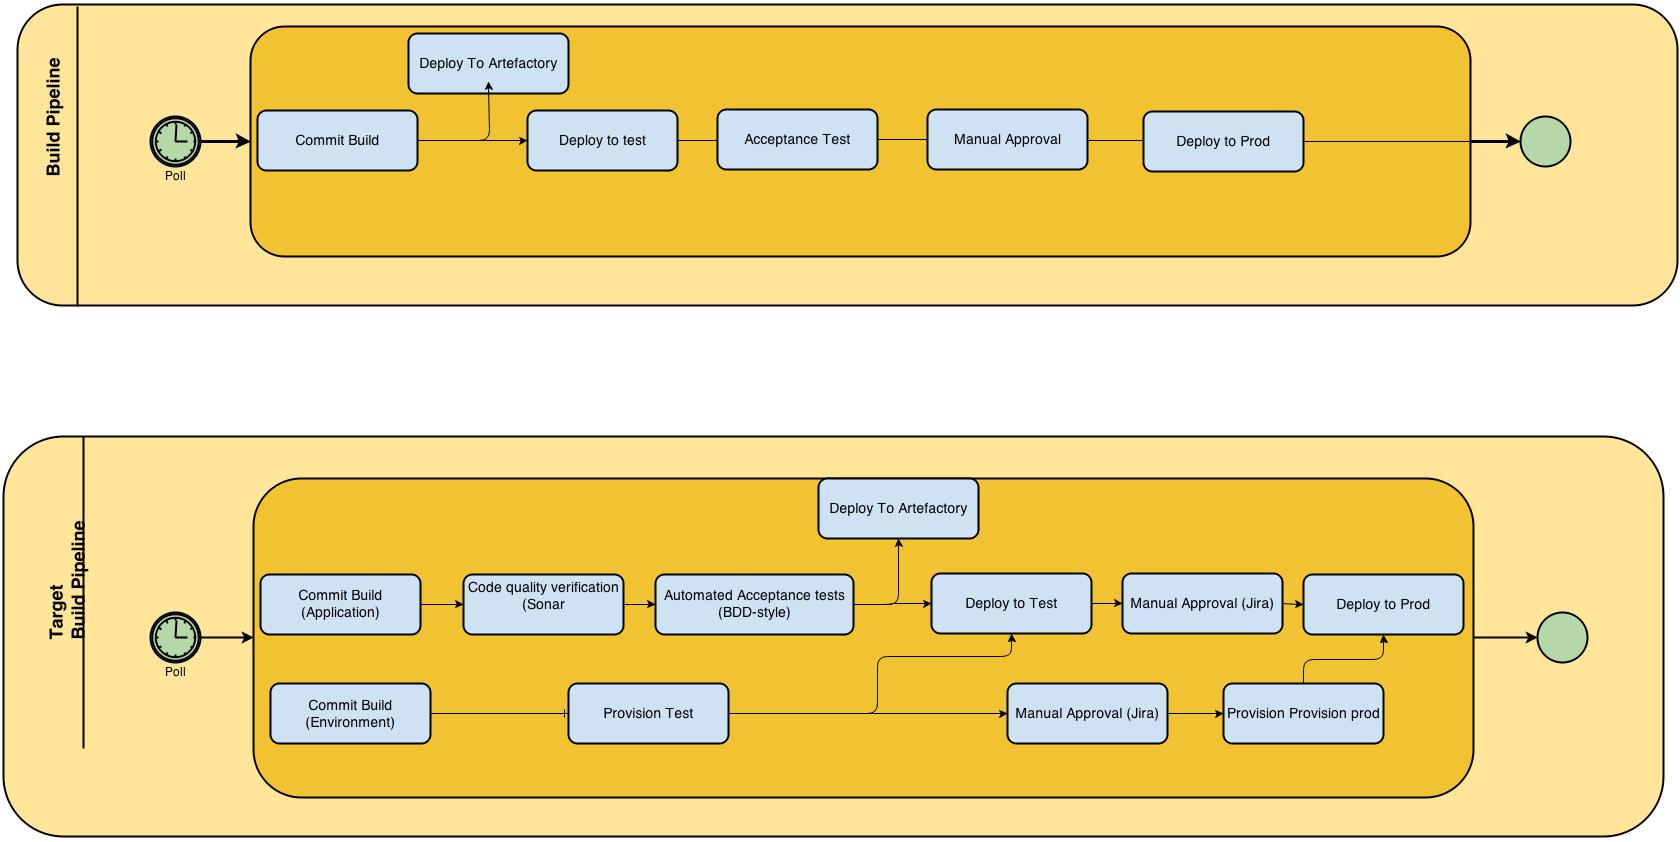 Build Pipeline
Deploy To Artefactory
Commit Build
Deploy to test
Acceptance Test
Manual Approval
Deploy to Prod
Poll
Target
Build Pipeline
Deploy To Artefactory
Commit Build
(Application)
Code quality verification
(Sonar
Automated Acceptance tests
(BDD-style)
Deploy to Test
Manual Approval (Jira)
Deploy to Prod
Poll
Commit Build
(Environment)
Provision Test
Manual Approval (Jira)
Provision Provision prod